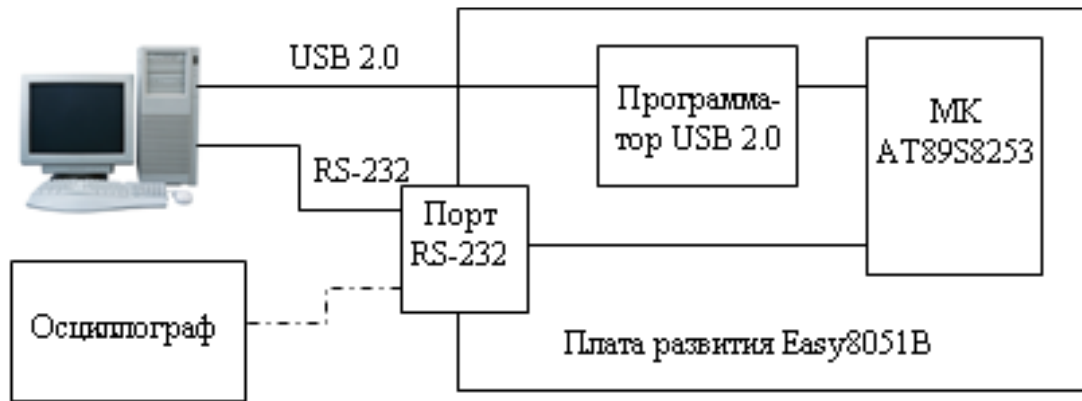 USB 2.0
Программа-
тор USB 2.0
МК
AT89S8253
RS-232
Порт
RS-232
Осциллограф
Плата развития Easy8051B